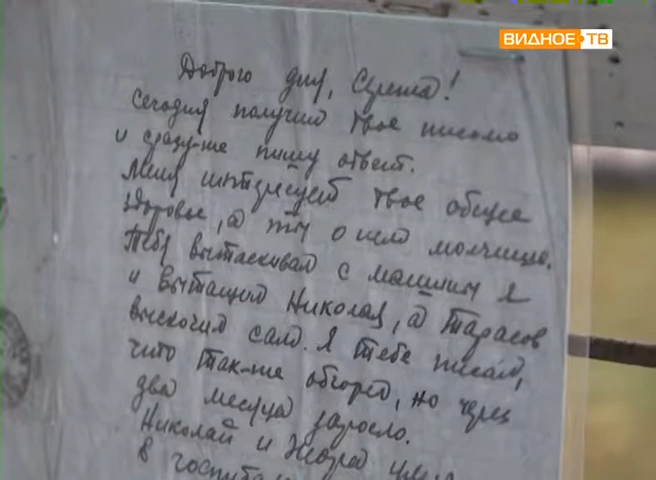 ВИДНОЕ ТВ
Доброго дня, Серёжа!
Сегодня получил твое письмо
и сразу-же пишу ответ.
Меня интересует твое общее
здоровье, а ты о нем молчишь.
Тебя вытаскивал с машины я
и вытащил Николая, а Тарасов
выскочил сам. Я тебе писал,
что так-же обгорел, но через
два месяца заросло.
Николай и
в